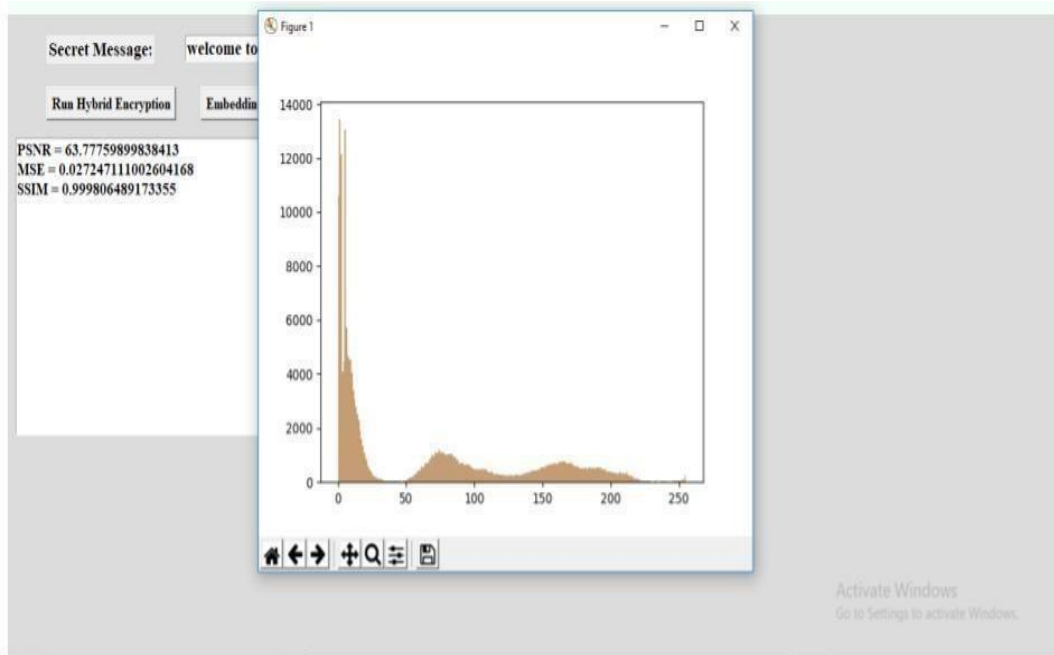 Figure 1
Secret Message: welcome to
Run Hybrid Encryption Embeddin
PSNR = 63.77759899838413
MSE = 0.027247111002604168
SSIM = 0.999806489173355
14000
12000
10000
8000
6000
4000
2000
0
0 50 100 150 200 250
Activate Windows
Go to Settings to activate Windows.